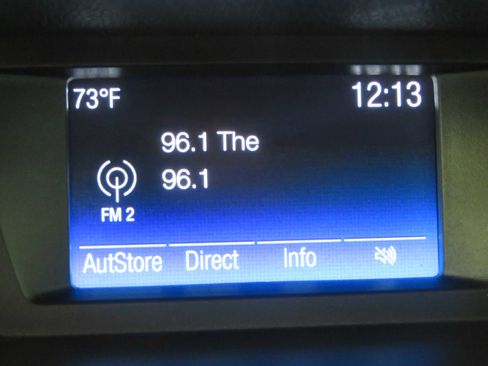 73°F 12:13
96.1 The
96.1
FM 2
AutStore Direct Info